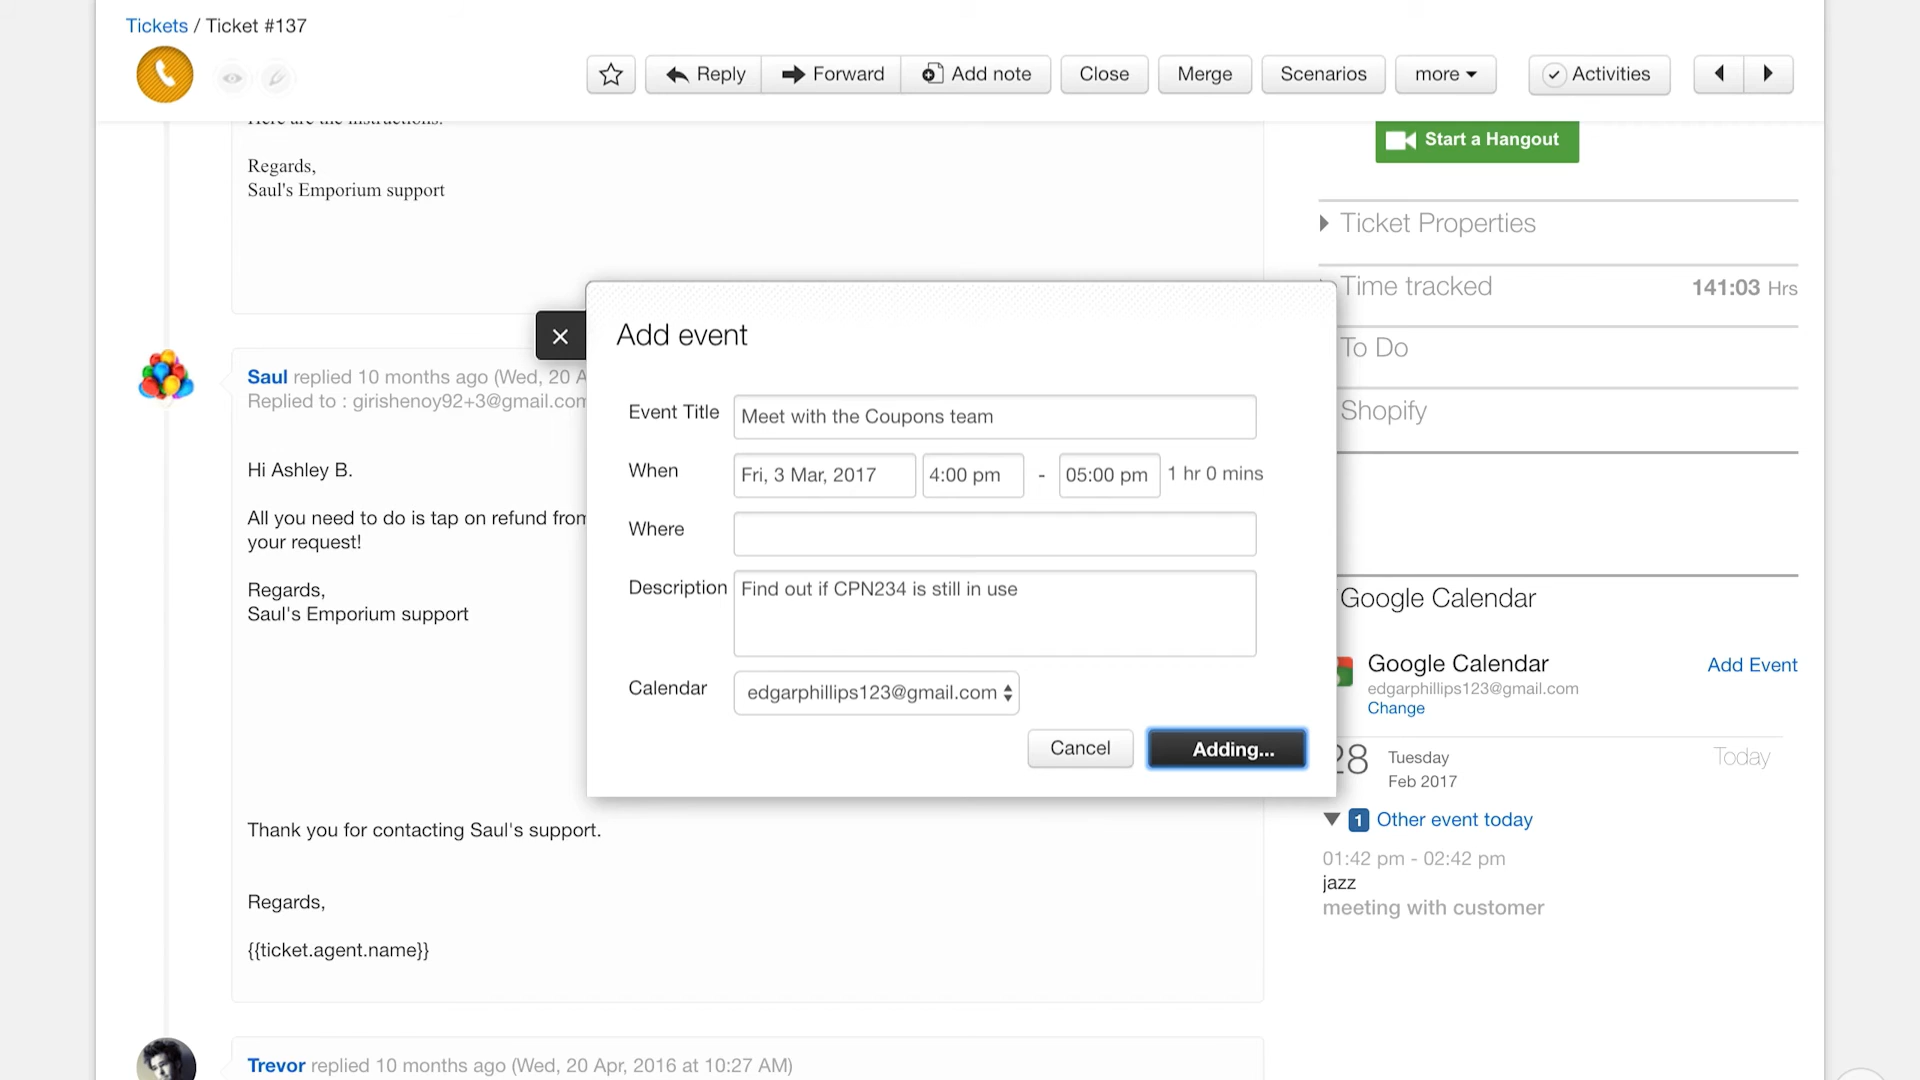 Tickets / Ticket #137
Reply
Forward
Add note
Close
Merge
Scenarios
more
Activities
Here are the instructions.
Regards,
Saul's Emporium support
Start a Hangout
Ticket Properties
Time tracked 141:03 Hrs
To Do
Shopify
Saul replied 10 months ago (Wed, 20 A
Replied to : girishenoy92+3@gmail.com
Hi Ashley B.
All you need to do is tap on refund from
your request!
Regards,
Saul's Emporium support
Thank you for contacting Saul's support.
Regards,
{{ticket.agent.name}}
Trevor replied 10 months ago (Wed, 20 Apr, 2016 at 10:27 AM)
Add event
Event Title Meet with the Coupons team
When Fri, 3 Mar, 2017 4:00 pm - 05:00 pm 1 hr 0 mins
Where
Description Find out if CPN234 is still in use
Calendar edgarphillips123@gmail.com
Cancel Adding...
Google Calendar
Google Calendar Add Event
edgarphillips123@gmail.com
Change
28 Tuesday Today
Feb 2017
1 Other event today
01:42 pm - 02:42 pm
jazz
meeting with customer